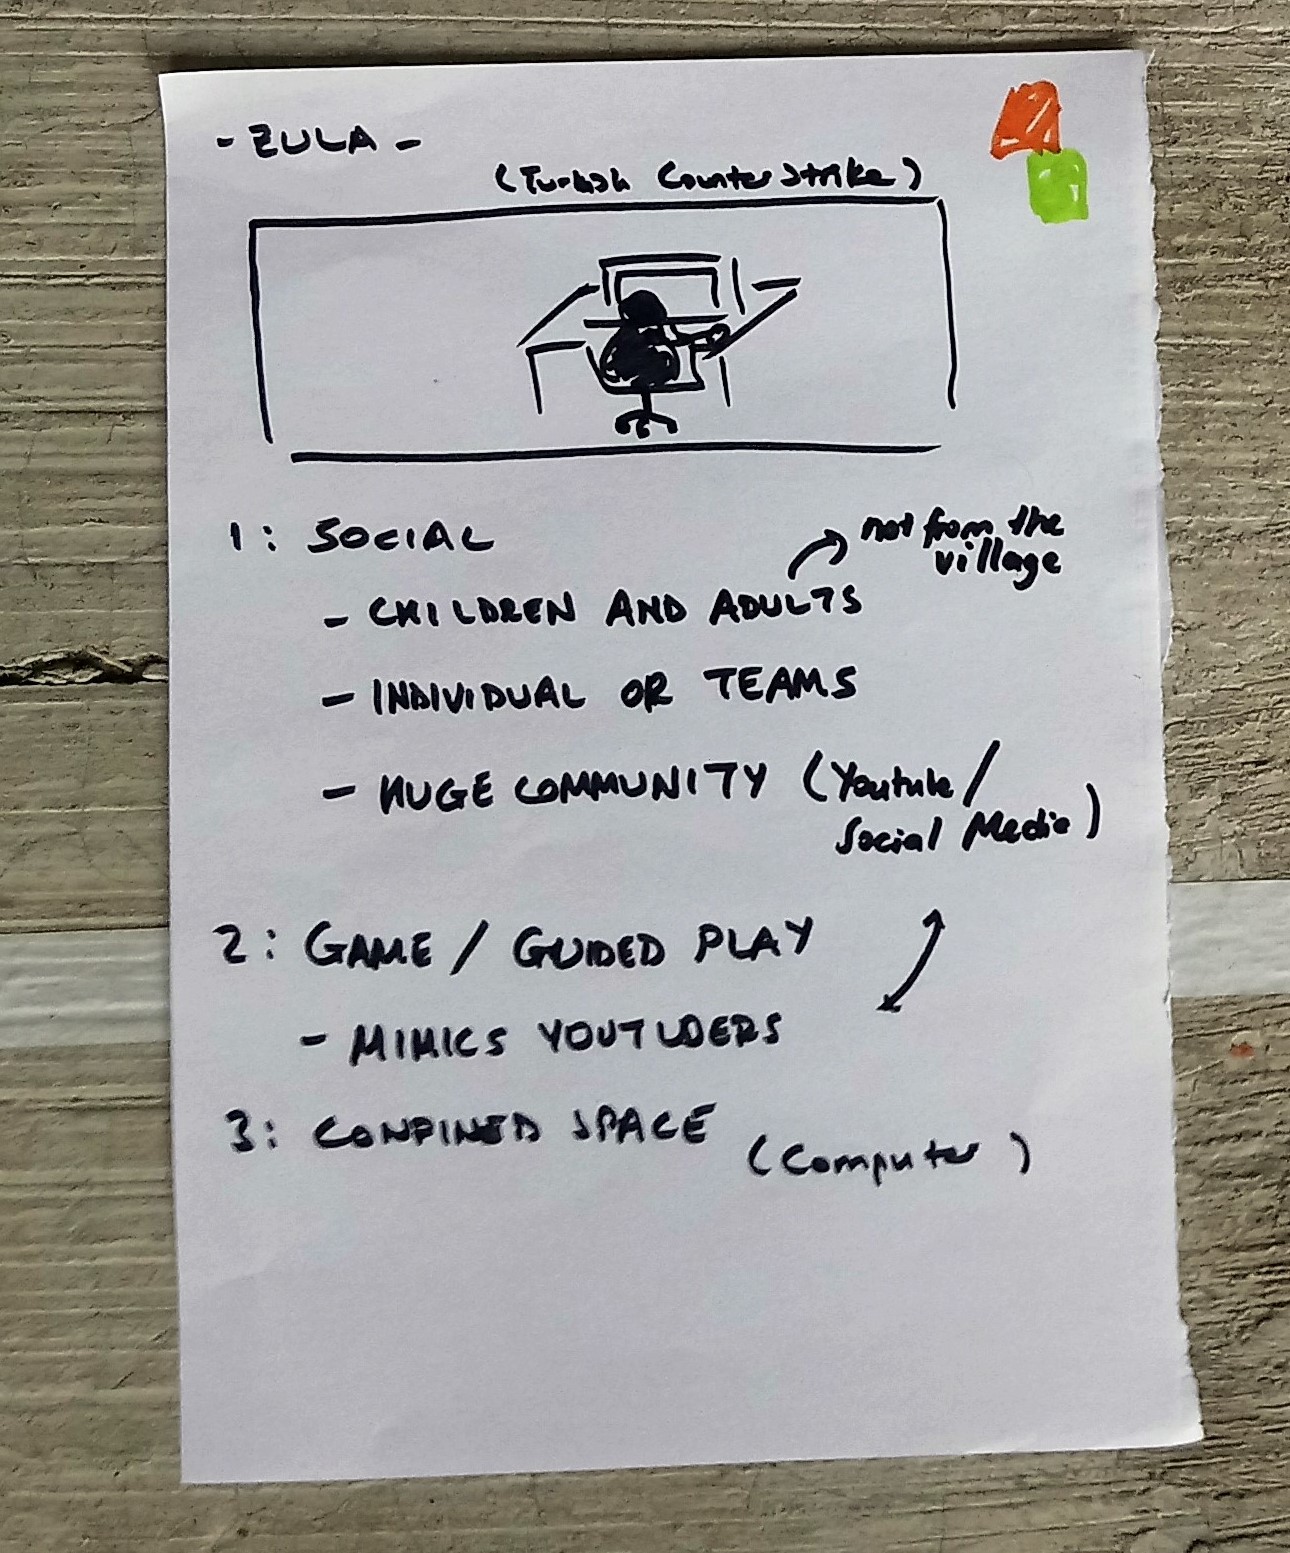 - ZULA -
(Turkish Counter Strike)
1: SOCIAL
not from the
village
- CHILDREN AND ADULTS
- INDIVIDUAL OR TEAMS
- HUGE COMMUNITY (Youtube/
Social Media)
2: GAME / GUIDED PLAY
- MIMICS YOUTUBERS
3: CONFINED SPACE
(Computer)